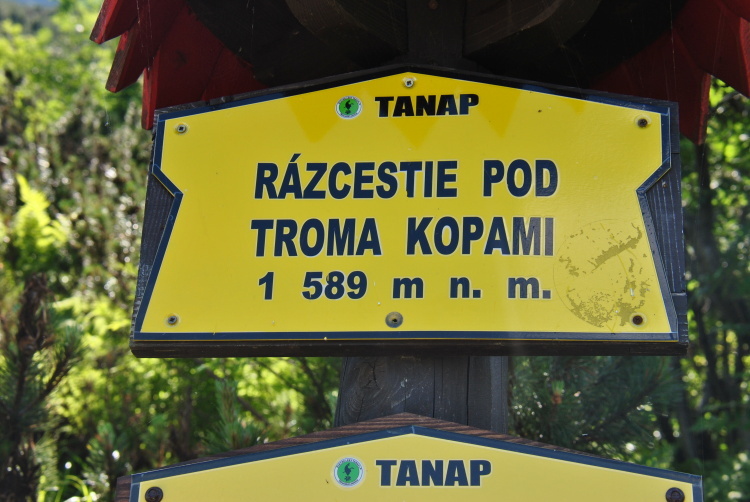 TANAP
RÁZCESTIE POD
TROMA KOPAMI
1 589 m n. m.
TANAP